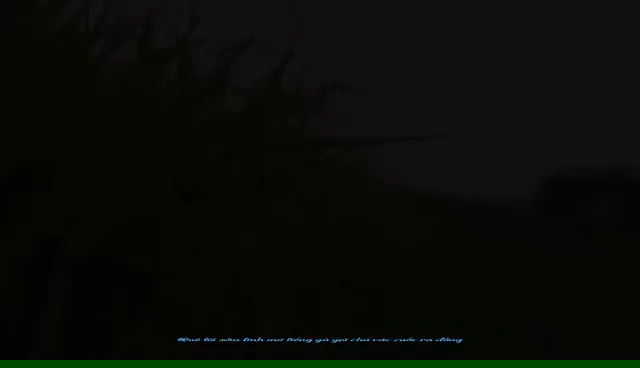 Quê tôi sớm tinh mơ tiếng gà gọi cha vác cuốc ra đồng